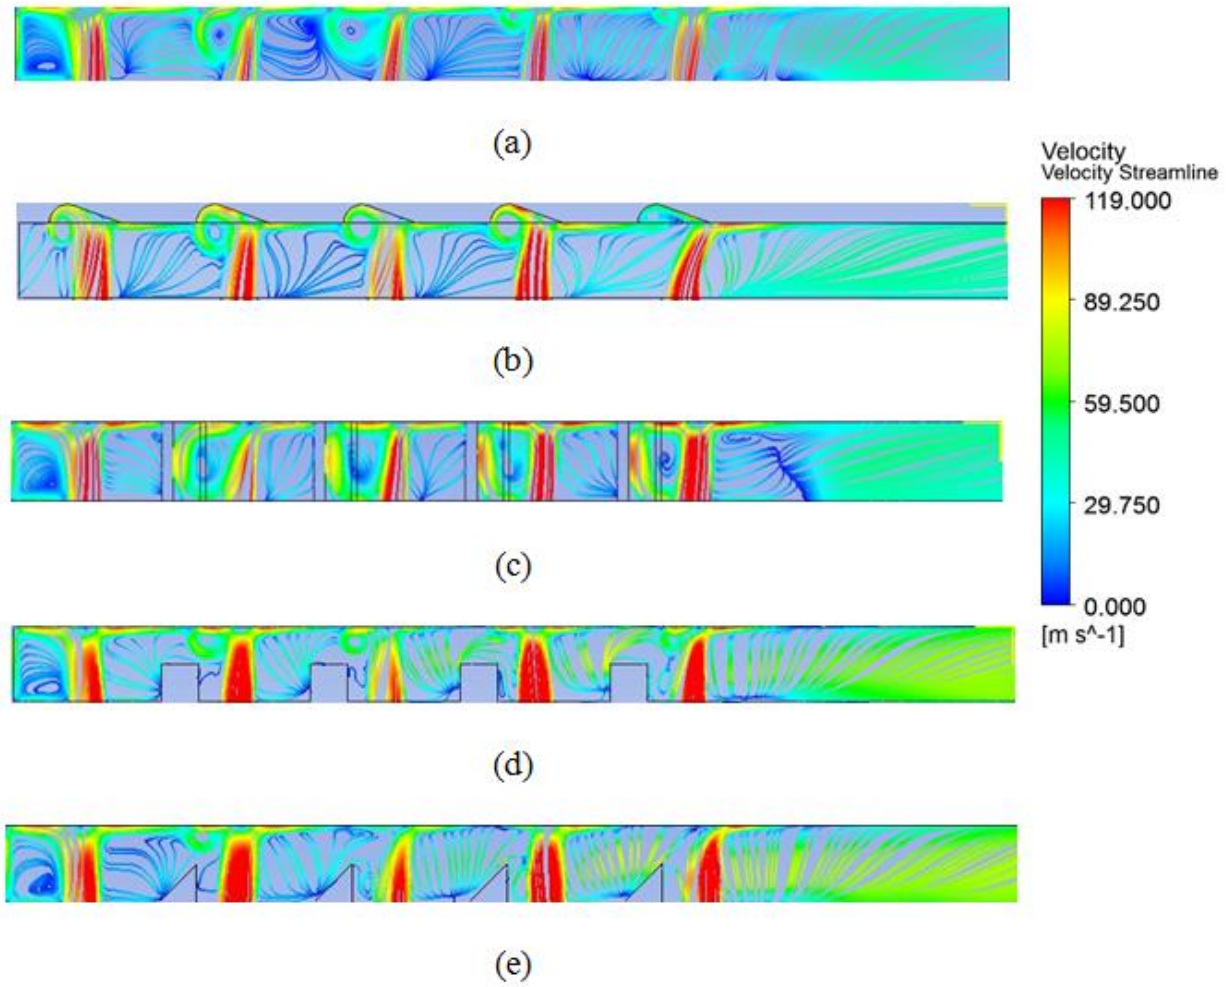 (a)
Velocity
Velocity Streamline
119.000
89.250
59.500
29.750
0.000
[m s^-1]
(b)
(c)
(d)
(e)